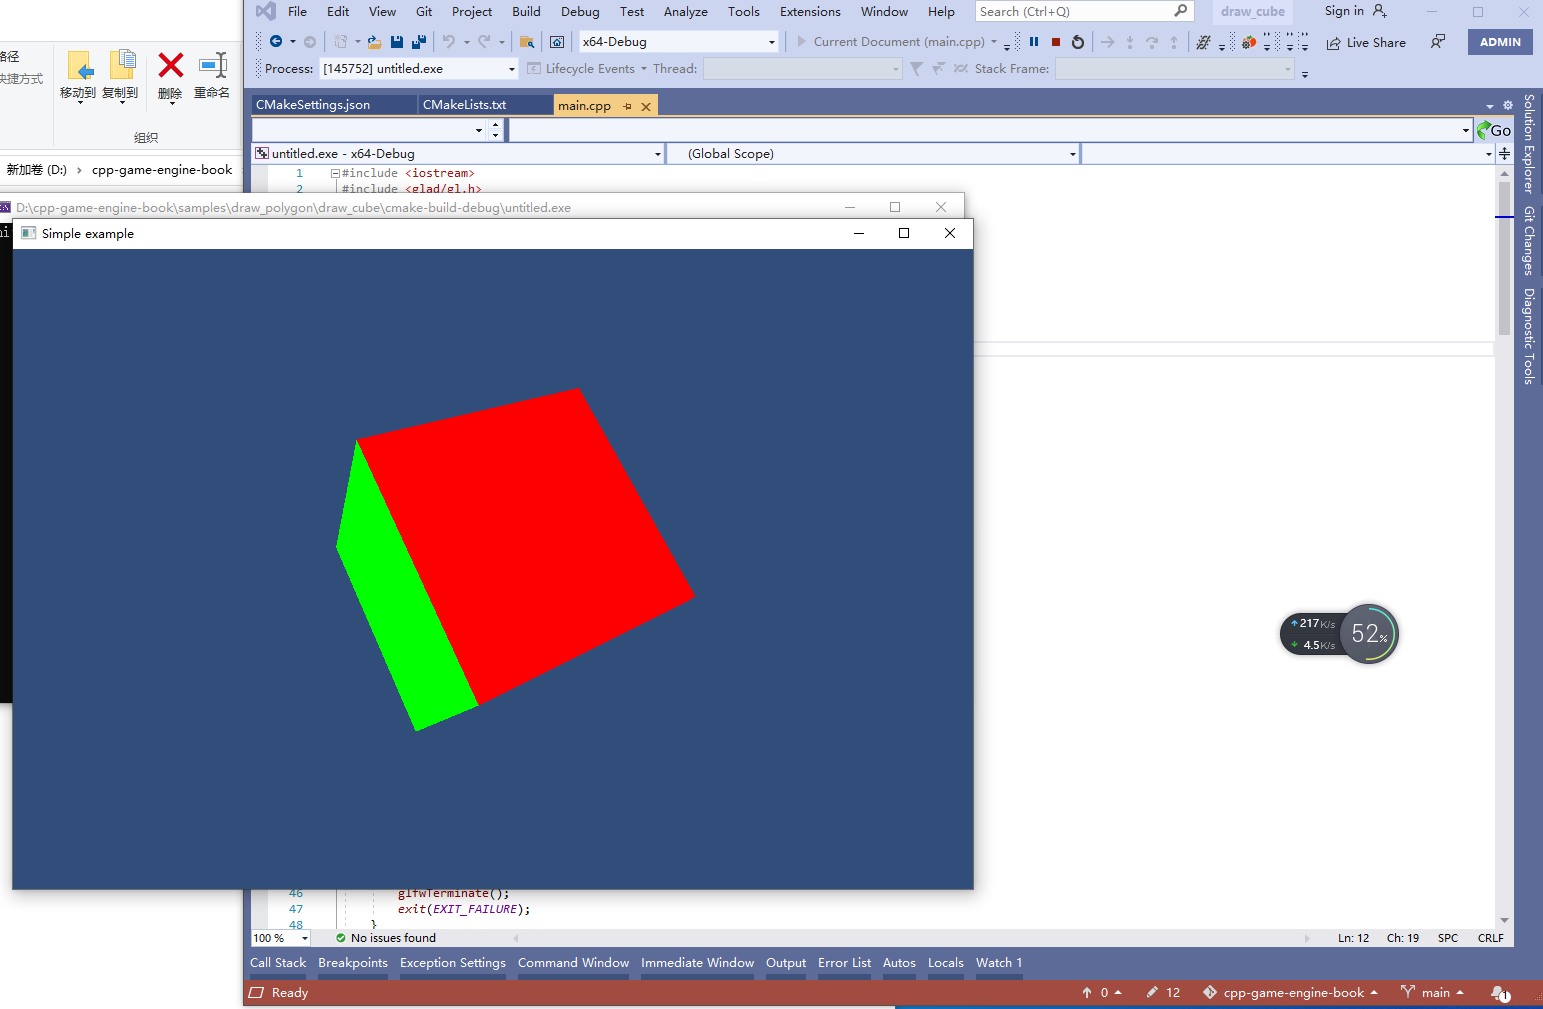 File Edit View Git Project Build Debug Test Analyze Tools Extensions Window Help Search (Ctrl+Q) draw_cube Sign in
x64-Debug Current Document (main.cpp) Live Share ADMIN
Process: [145752] untitled.exe Lifecycle Events Thread: Stack Frame:
路径
快捷方式
移动到 复制到 删除 重命名
组织
新加卷 (D:) › cpp-game-engine-book
CMakeSettings.json CMakeLists.txt main.cpp
Go
untitled.exe - x64-Debug (Global Scope)
1 #include <iostream>
2 #include <glad/gl.h>
D:\cpp-game-engine-book\samples\draw_polygon\draw_cube\cmake-build-debug\untitled.exe
Simple example
Solution Explorer
Git Changes
Diagnostic Tools
217 K/s
4.5 K/s
52%
46 glfwTerminate();
47 exit(EXIT_FAILURE);
48 }
100 % No issues found Ln: 12 Ch: 19 SPC CRLF
Call Stack Breakpoints Exception Settings Command Window Immediate Window Output Error List Autos Locals Watch 1
Ready 0 12 cpp-game-engine-book main 1